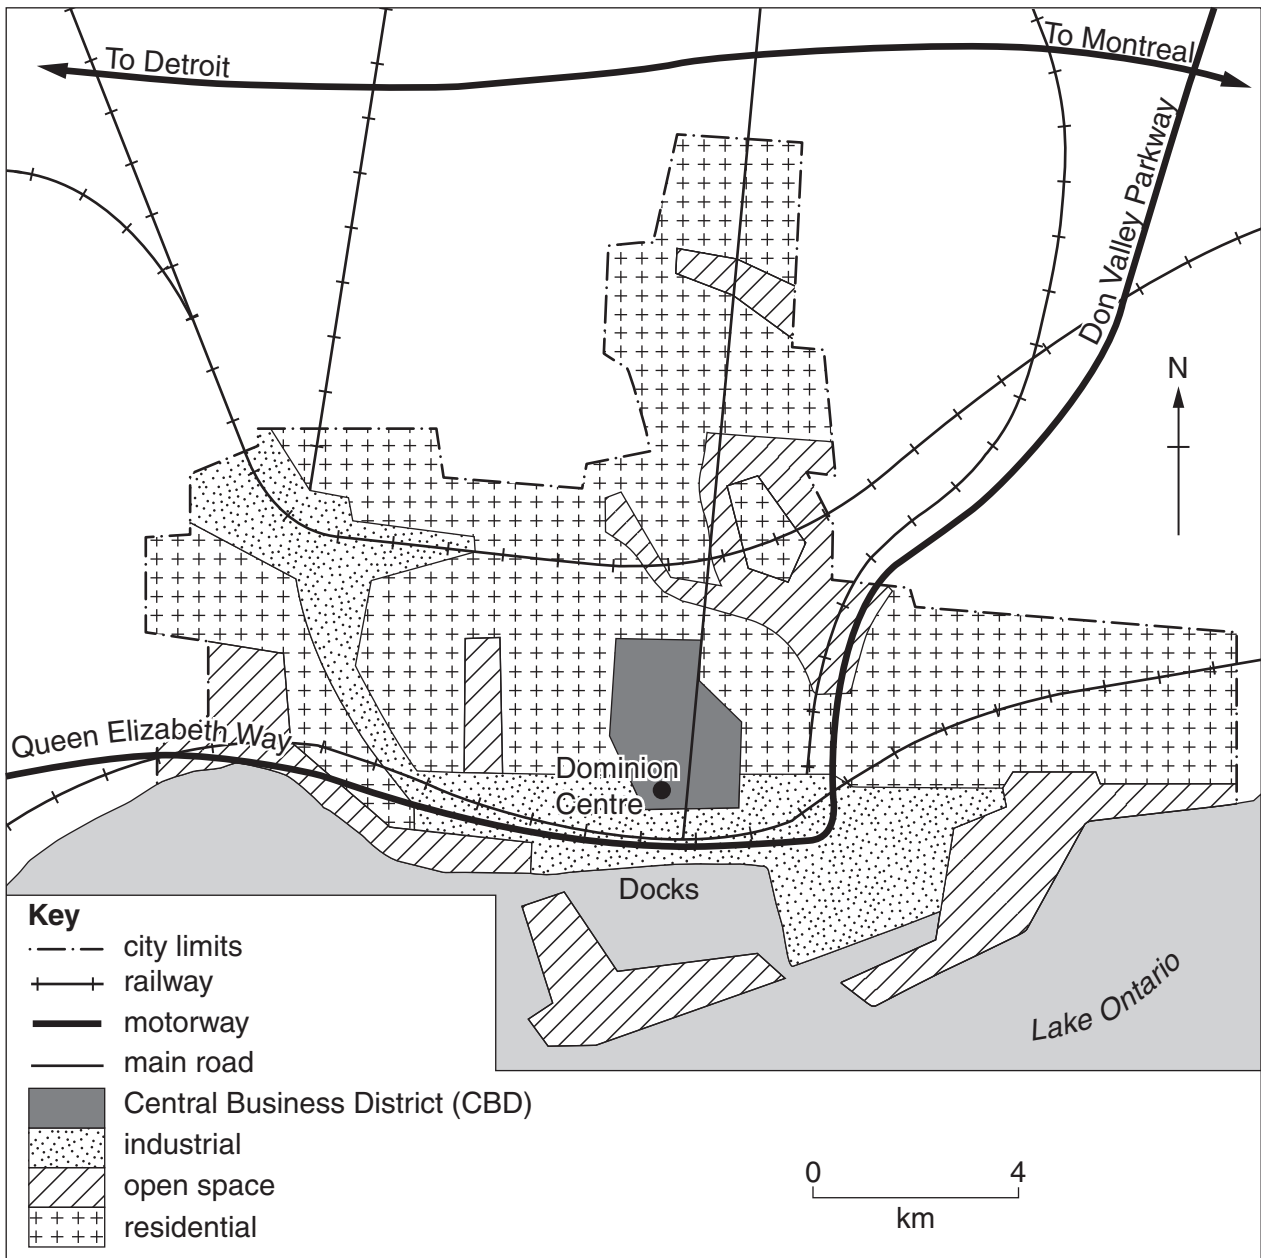 To Detroit
To Montreal
Don Valley Parkway
N
Queen Elizabeth Way
Dominion
Centre
Docks
Lake Ontario
Key
city limits
railway
motorway
main road
Central Business District (CBD)
industrial
open space
residential
0 4
km